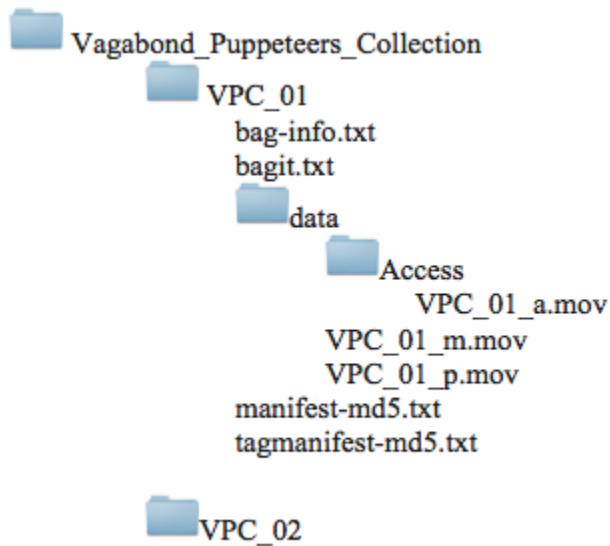 Vagabond_Puppeteers_Collection
VPC_01
bag-info.txt
bagit.txt
data
Access
VPC_01_a.mov
VPC_01_m.mov
VPC_01_p.mov
manifest-md5.txt
tagmanifest-md5.txt
VPC_02